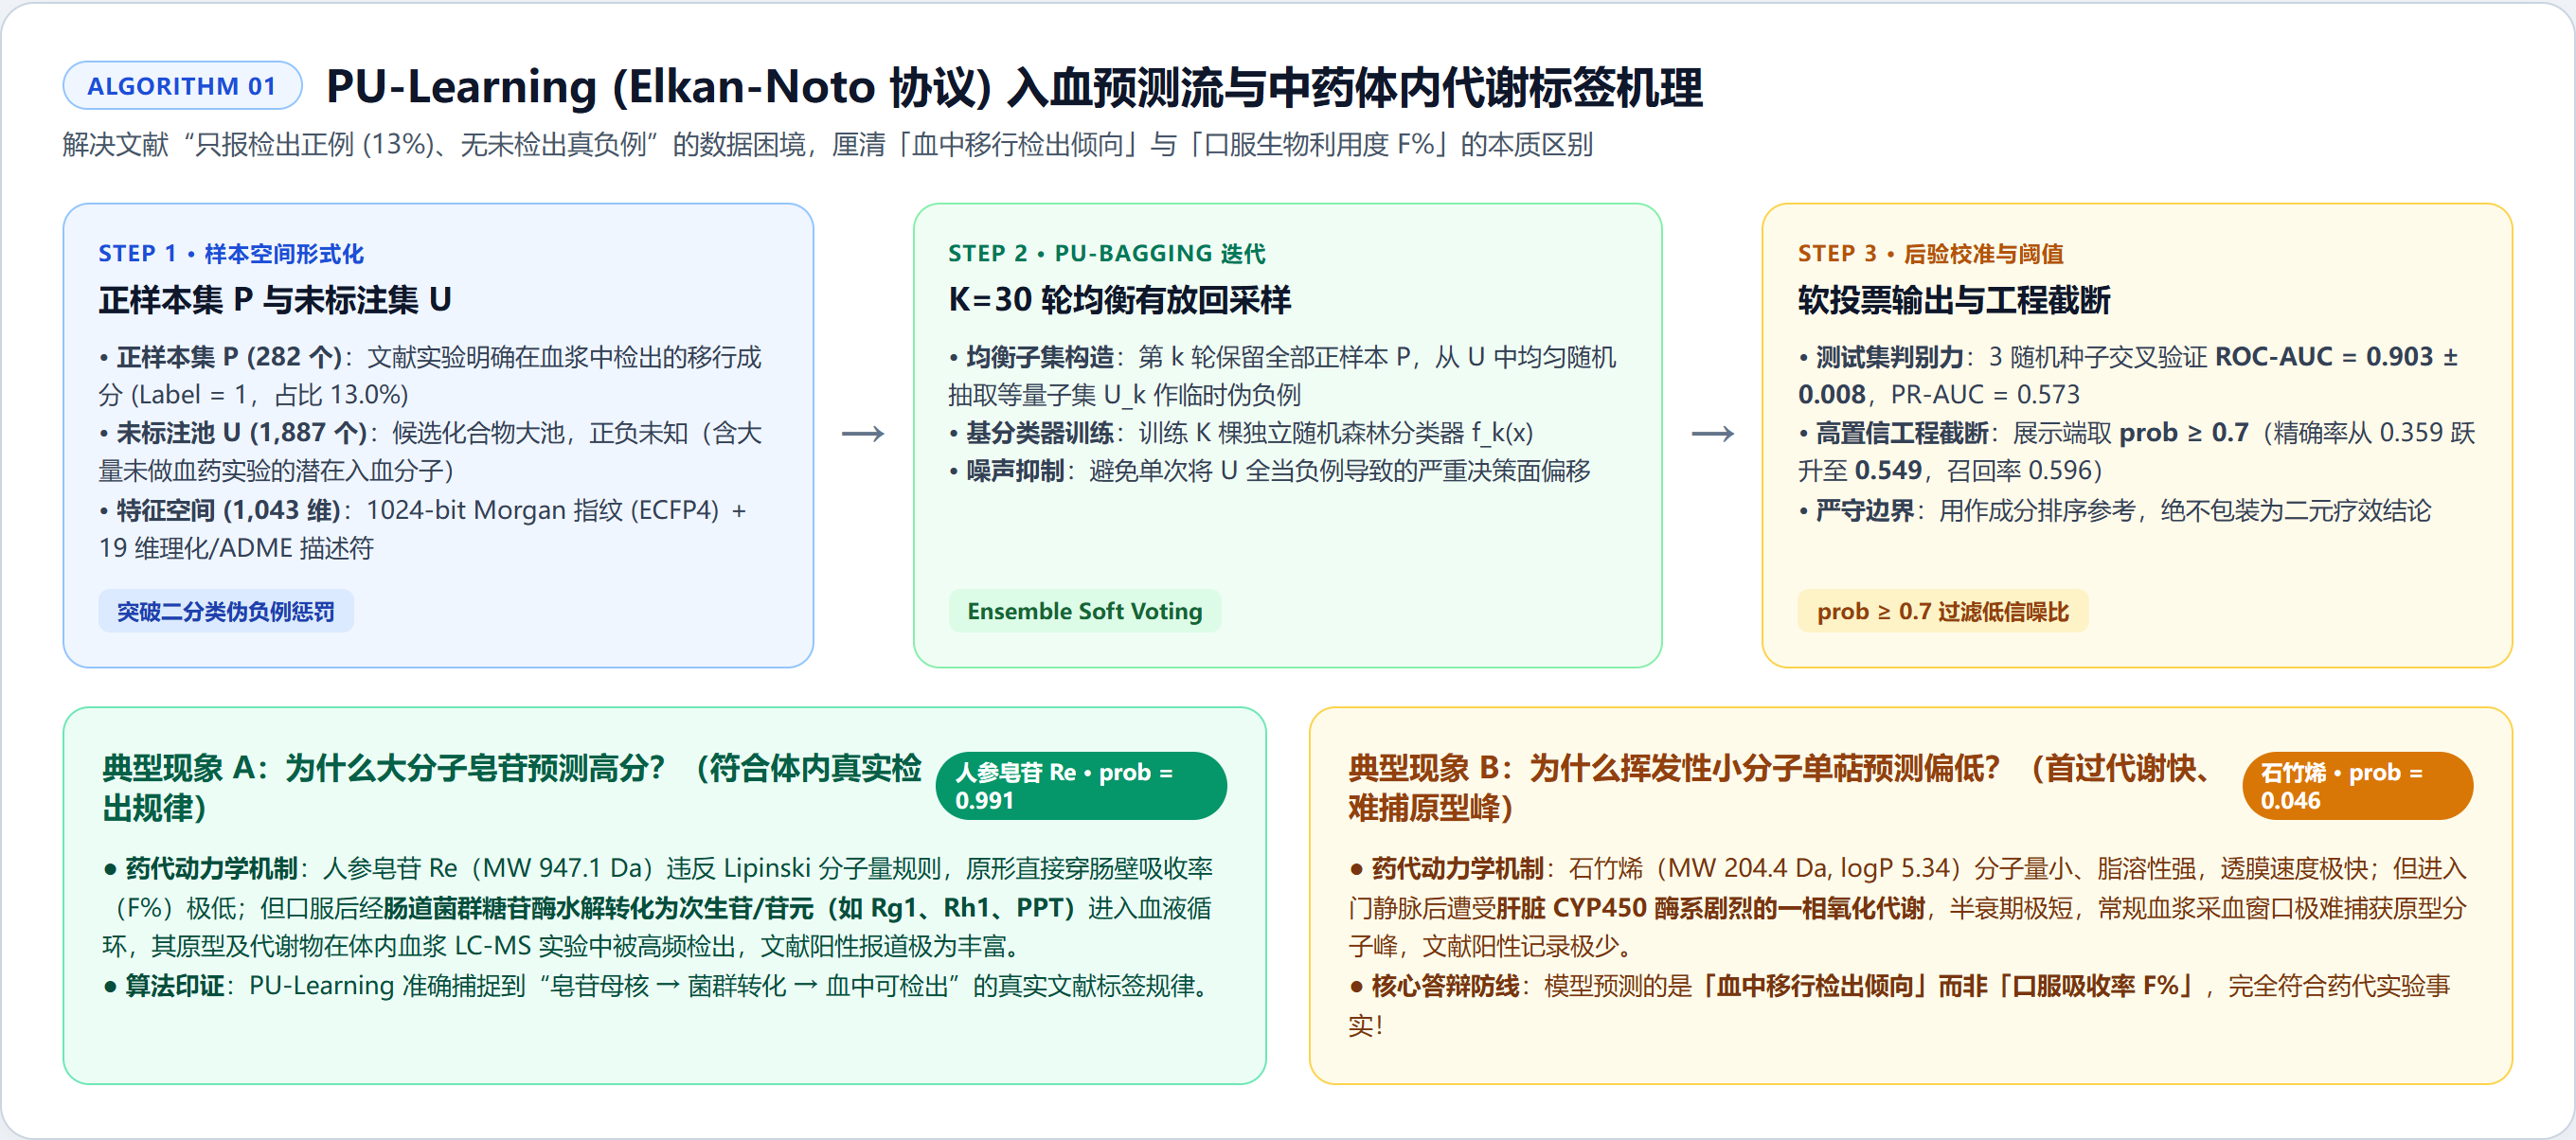 ALGORITHM 01
PU-Learning (Elkan-Noto 协议) 入血预测流与中药体内代谢标签机理
解决文献“只报检出正例 (13%)、无未检出真负例”的数据困境，厘清「血中移行检出倾向」与「口服生物利用度 F%」的本质区别
STEP 1 • 样本空间形式化
正样本集 P 与未标注集 U
• 正样本集 P (282 个)：文献实验明确在血浆中检出的移行成
分 (Label = 1，占比 13.0%)
• 未标注池 U (1,887 个)：候选化合物大池，正负未知（含大
量未做血药实验的潜在入血分子）
• 特征空间 (1,043 维)：1024-bit Morgan 指纹 (ECFP4) +
19 维理化/ADME 描述符
突破二分类伪负例惩罚
→
STEP 2 • PU-BAGGING 迭代
K=30 轮均衡有放回采样
• 均衡子集构造：第 k 轮保留全部正样本 P，从 U 中均匀随机
抽取等量子集 U_k 作临时伪负例
• 基分类器训练：训练 K 棵独立随机森林分类器 f_k(x)
• 噪声抑制：避免单次将 U 全当负例导致的严重决策面偏移
Ensemble Soft Voting
→
STEP 3 • 后验校准与阈值
软投票输出与工程截断
• 测试集判别力：3 随机种子交叉验证 ROC-AUC = 0.903 ±
0.008，PR-AUC = 0.573
• 高置信工程截断：展示端取 prob ≥ 0.7（精确率从 0.359 跃
升至 0.549，召回率 0.596）
• 严守边界：用作成分排序参考，绝不包装为二元疗效结论
prob ≥ 0.7 过滤低信噪比
典型现象 A：为什么大分子皂苷预测高分？（符合体内真实检
出规律）
人参皂苷 Re • prob =
0.991
● 药代动力学机制：人参皂苷 Re（MW 947.1 Da）违反 Lipinski 分子量规则，原形直接穿肠壁吸收率
（F%）极低；但口服后经肠道菌群糖苷酶水解转化为次生苷/苷元（如 Rg1、Rh1、PPT）进入血液循
环，其原型及代谢物在体内血浆 LC-MS 实验中被高频检出，文献阳性报道极为丰富。
● 算法印证：PU-Learning 准确捕捉到“皂苷母核 → 菌群转化 → 血中可检出”的真实文献标签规律。
典型现象 B：为什么挥发性小分子单萜预测偏低？（首过代谢快、
难捕原型峰）
石竹烯 • prob =
0.046
● 药代动力学机制：石竹烯（MW 204.4 Da, logP 5.34）分子量小、脂溶性强，透膜速度极快；但进入
门静脉后遭受肝脏 CYP450 酶系剧烈的一相氧化代谢，半衰期极短，常规血浆采血窗口极难捕获原型分
子峰，文献阳性记录极少。
● 核心答辩防线：模型预测的是「血中移行检出倾向」而非「口服吸收率 F%」，完全符合药代实验事
实！